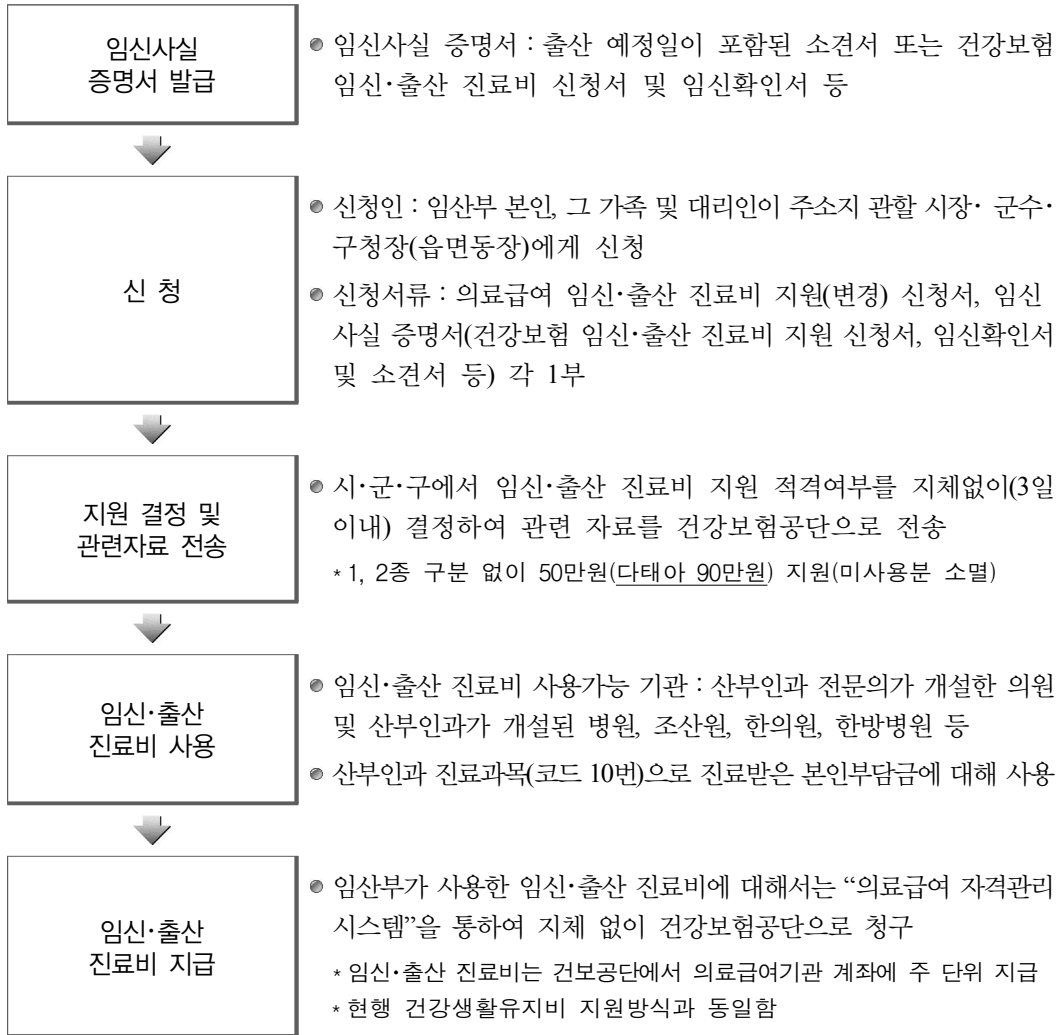 임신사실
증명서 발급
임신사실 증명서 : 출산 예정일이 포함된 소견서 또는 건강보험
임신·출산 진료비 신청서 및 임신확인서 등
신 청
신청인 : 임산부 본인, 그 가족 및 대리인이 주소지 관할 시장· 군수·
구청장(읍면동장)에게 신청
신청서류 : 의료급여 임신·출산 진료비 지원(변경) 신청서, 임신
사실 증명서(건강보험 임신·출산 진료비 지원 신청서, 임신확인서
및 소견서 등) 각 1부
지원 결정 및
관련자료 전송
시·군·구에서 임신·출산 진료비 지원 적격여부를 지체없이(3일
이내) 결정하여 관련 자료를 건강보험공단으로 전송
* 1, 2종 구분 없이 50만원(다태아 90만원) 지원(미사용분 소멸)
임신·출산
진료비 사용
임신·출산 진료비 사용가능 기관 : 산부인과 전문의가 개설한 의원
및 산부인과가 개설된 병원, 조산원, 한의원, 한방병원 등
산부인과 진료과목(코드 10번)으로 진료받은 본인부담금에 대해 사용
임신·출산
진료비 지급
임산부가 사용한 임신·출산 진료비에 대해서는 “의료급여 자격관리
시스템”을 통하여 지체 없이 건강보험공단으로 청구
* 임신·출산 진료비는 건보공단에서 의료급여기관 계좌에 주 단위 지급
* 현행 건강생활유지비 지원방식과 동일함